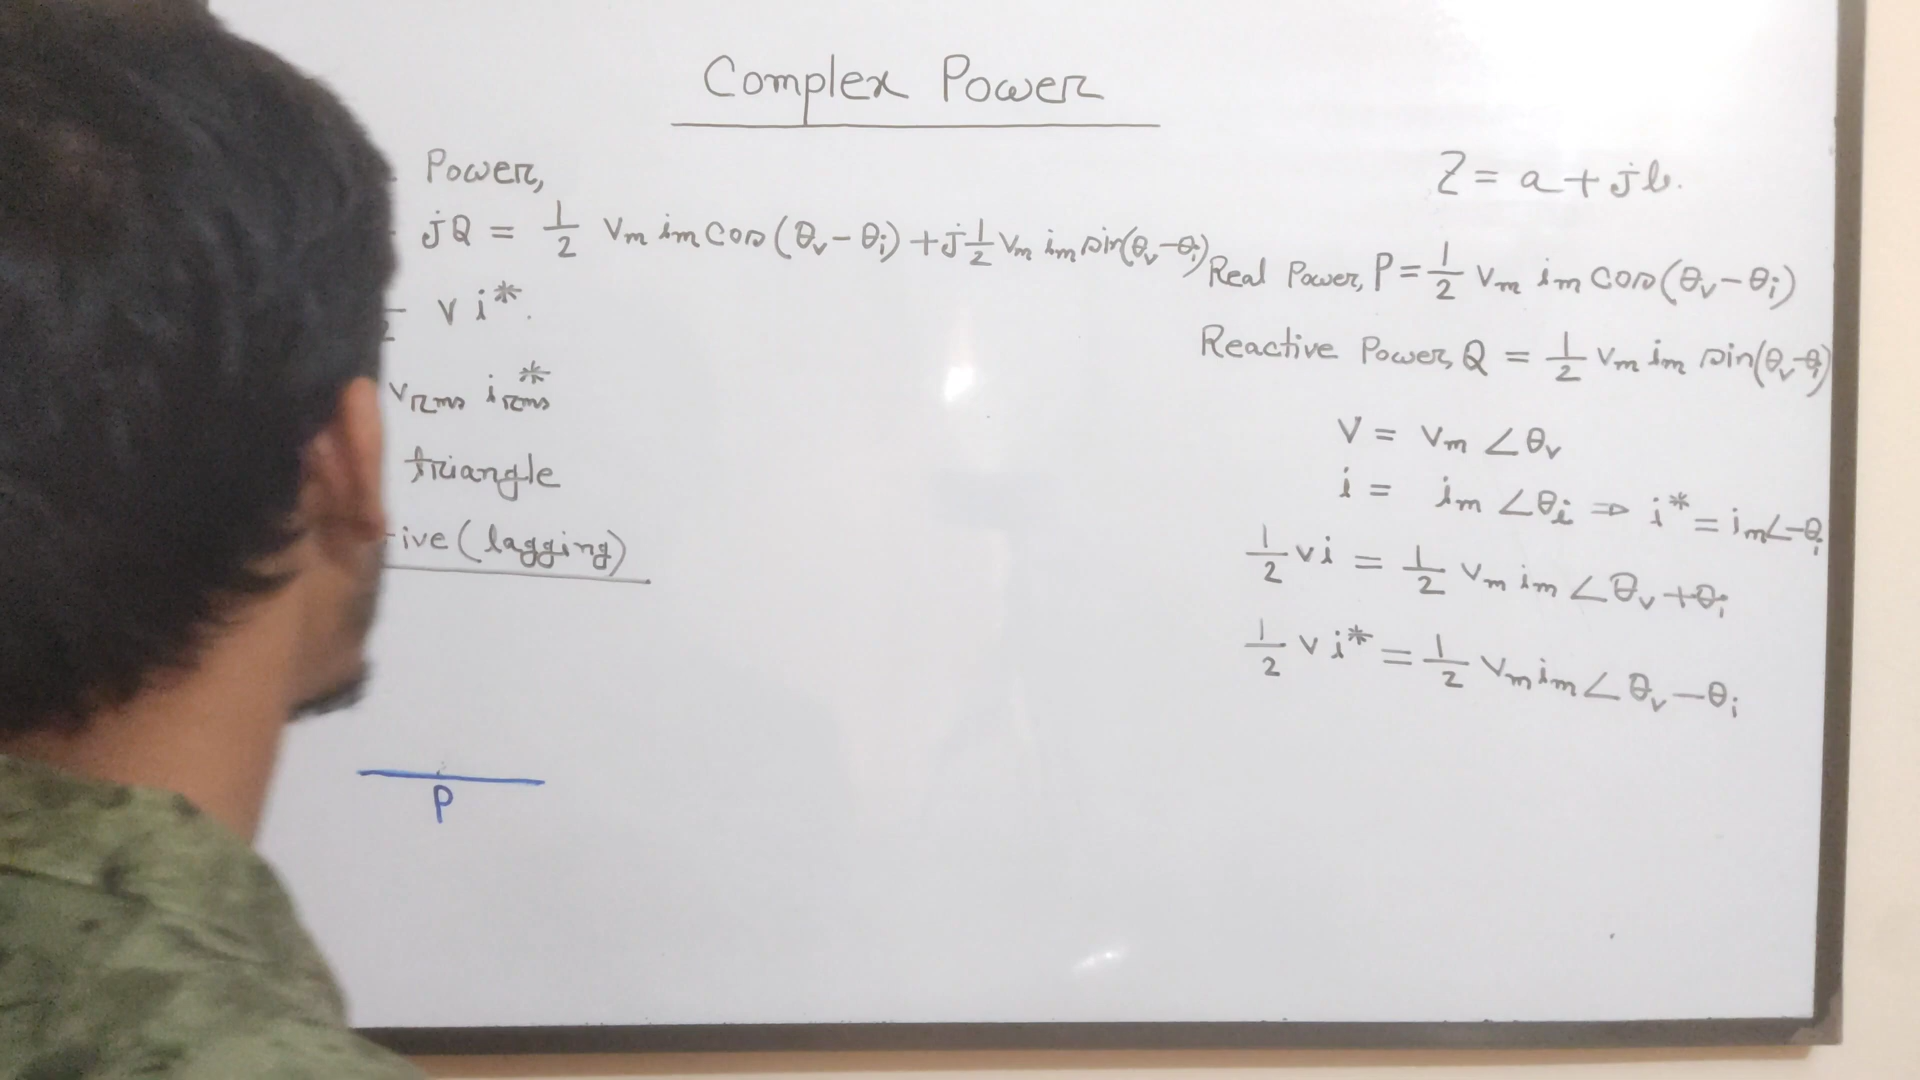 Complex Power
Power,
jQ = 1/2 Vm im cos(θv - θi) + j 1/2 Vm im sin(θv - θi)
v i*.
Vrms irms*
triangle
(lagging)
P
Z = a + jb.
Real Power, P = 1/2 Vm im cos(θv - θi)
Reactive Power, Q = 1/2 Vm im sin(θv - θi)
V = Vm ∠θv
i = im ∠θi ⇒ i* = im∠-θi
1/2 vi = 1/2 Vm im ∠θv + θi
1/2 v i* = 1/2 Vm im ∠θv - θi